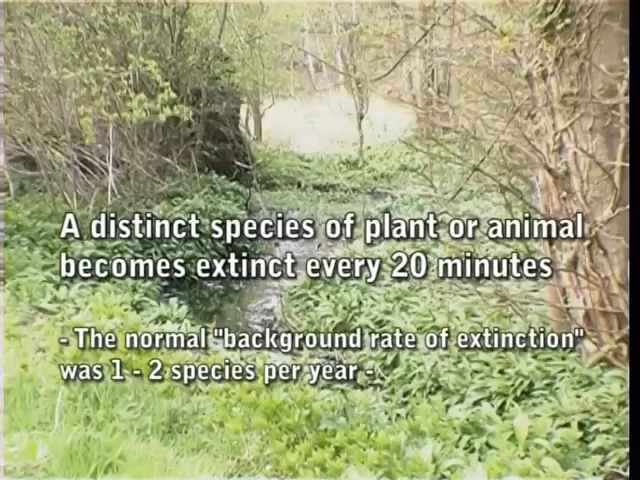 A distinct species of plant or animal
becomes extinct every 20 minutes
- The normal "background rate of extinction"
was 1 - 2 species per year -